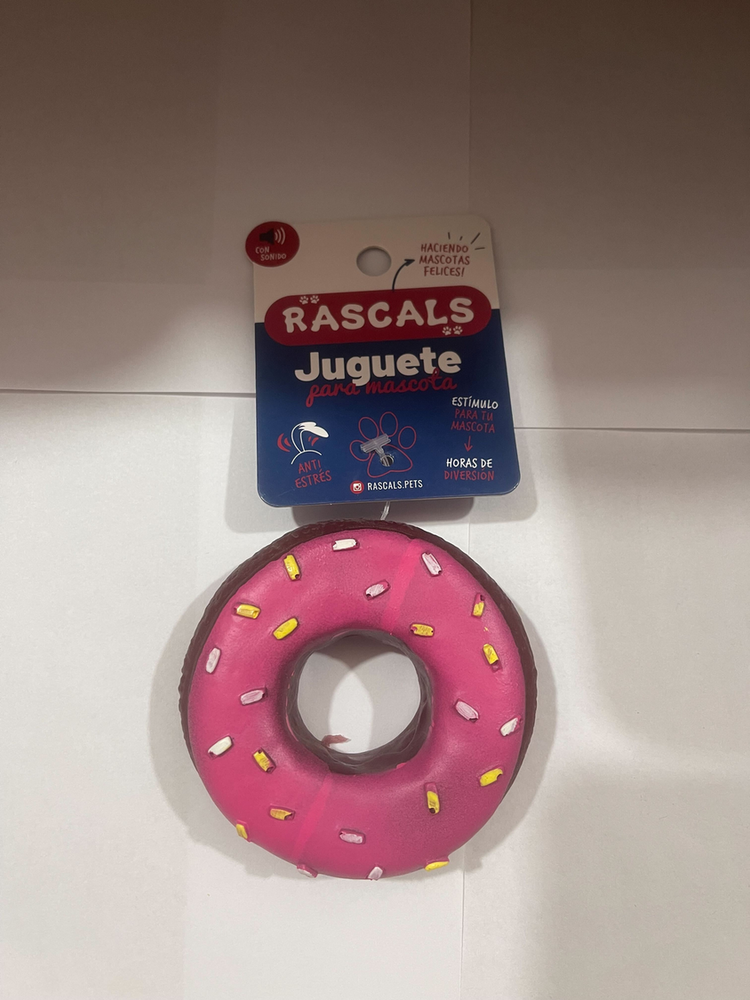 CON
SONIDO
HACIENDO
MASCOTAS
FELICES!
RASCALS
Juguete
para mascota
ANTI
ESTRES
ESTÍMULO
PARA TU
MASCOTA
HORAS DE
DIVERSIÓN
RASCALS.PETS